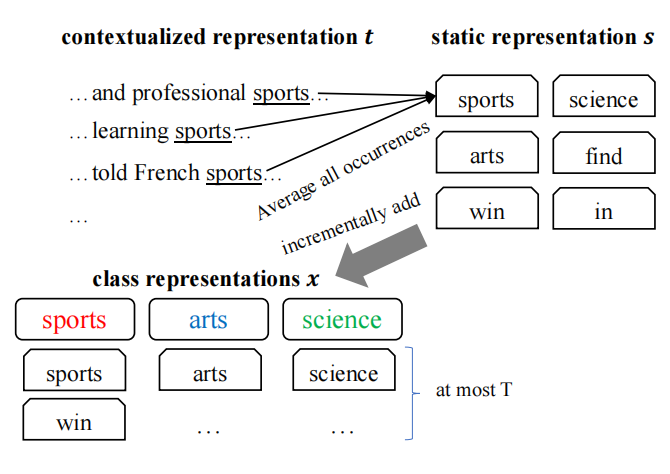 contextualized representation t
static representation s
… and professional sports…
… learning sports…
… told French sports…
…
Average all occurrences
sports science
arts find
win in
incrementally add
class representations x
sports arts science
sports arts science
win … …
at most T